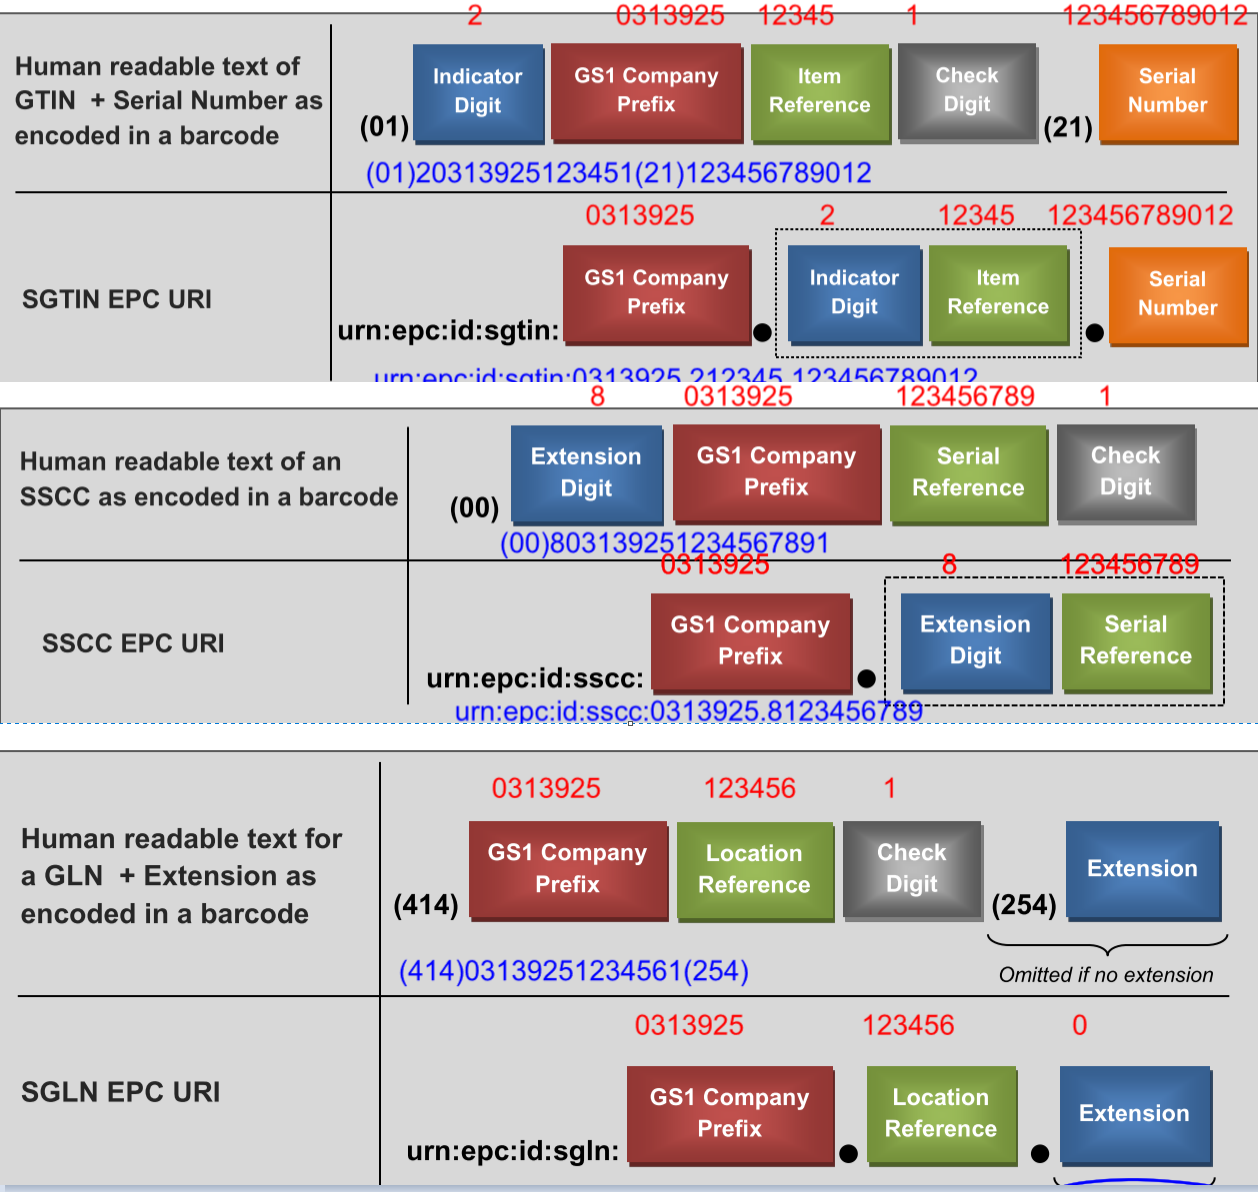 2 0313925 12345 1 123456789012
Human readable text of
GTIN + Serial Number as
encoded in a barcode
(01)
Indicator
Digit
GS1 Company
Prefix
Item
Reference
Check
Digit
(21)
Serial
Number
(01)20313925123451(21)123456789012
0313925 2 12345 123456789012
SGTIN EPC URI
urn:epc:id:sgtin:
GS1 Company
Prefix
Indicator
Digit
Item
Reference
Serial
Number
urn:epc:id:sgtin:0313925.212345.123456789012
8 0313925 123456789 1
Human readable text of an
SSCC as encoded in a barcode
(00)
Extension
Digit
GS1 Company
Prefix
Serial
Reference
Check
Digit
(00)803139251234567891
0313925 8 123456789
SSCC EPC URI
urn:epc:id:sscc:
GS1 Company
Prefix
Extension
Digit
Serial
Reference
urn:epc:id:sscc:0313925.8123456789
0313925 123456 1
Human readable text for
a GLN + Extension as
encoded in a barcode
(414)
GS1 Company
Prefix
Location
Reference
Check
Digit
(254)
Extension
Omitted if no extension
(414)03139251234561(254)
0313925 123456 0
SGLN EPC URI
urn:epc:id:sgln:
GS1 Company
Prefix
Location
Reference
Extension